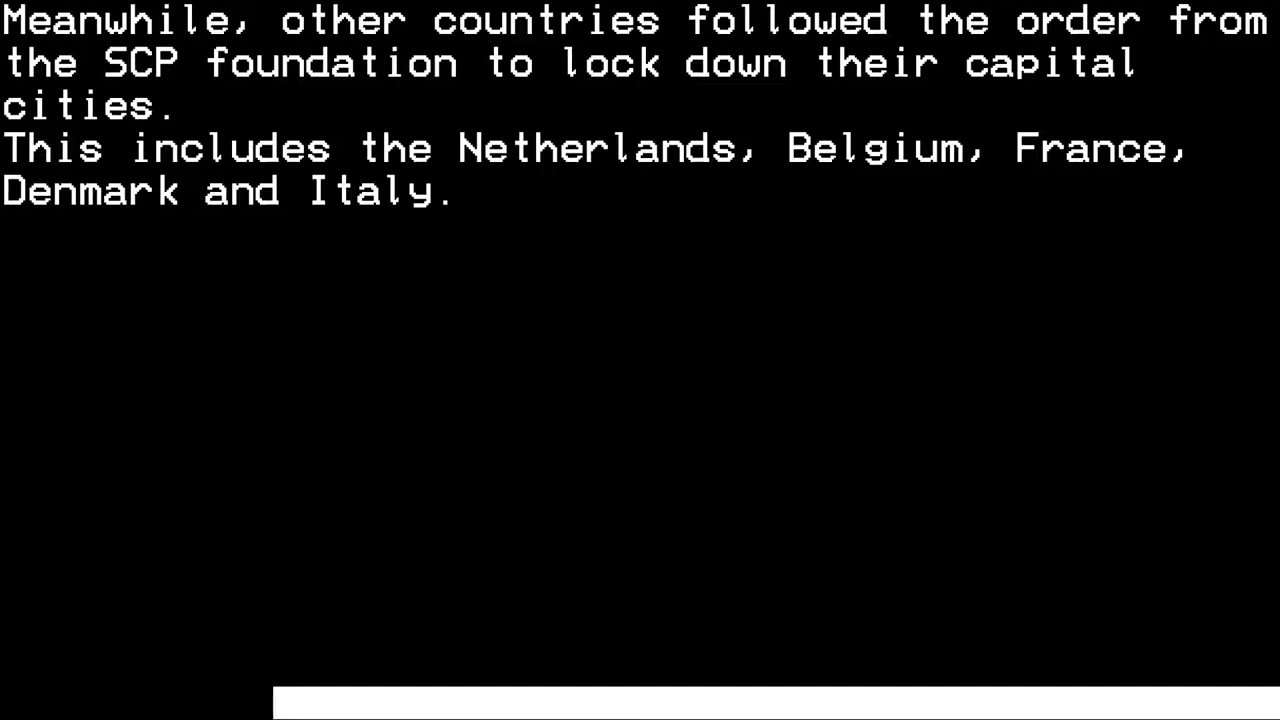 Meanwhile, other countries followed the order from
the SCP foundation to lock down their capital
cities.
This includes the Netherlands, Belgium, France,
Denmark and Italy.